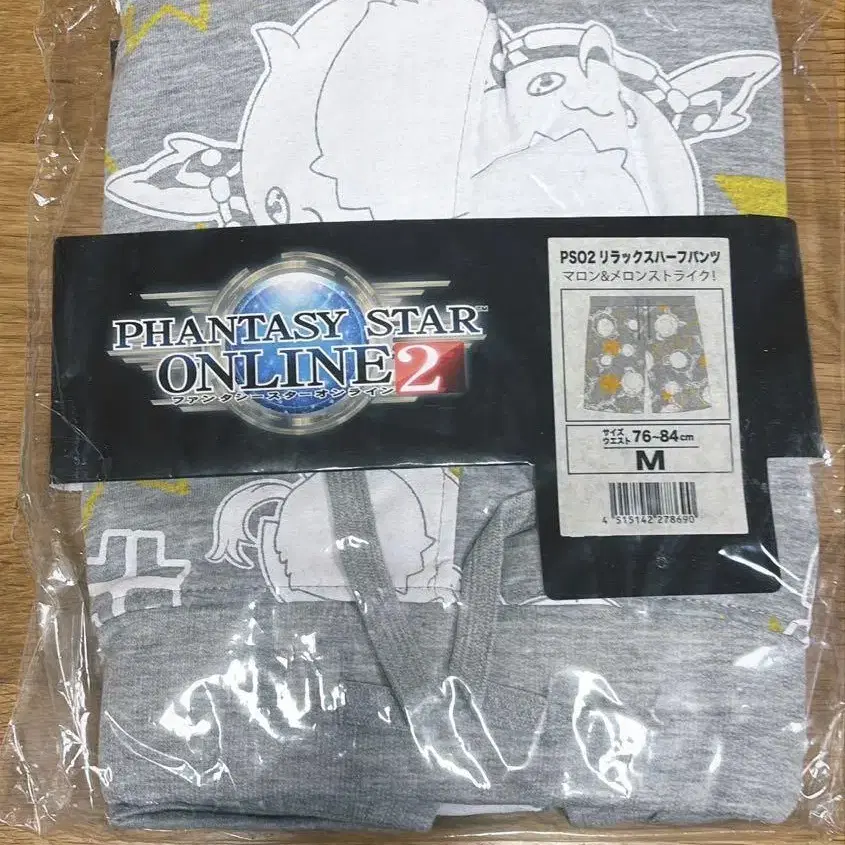 PHANTASY STAR™
ONLINE 2
ファンタシースターオンライン
PSO2 リラックスハーフパンツ
マロン&メロンストライク!
サイズ
ウエスト 76~84cm
M
4 515142 278690